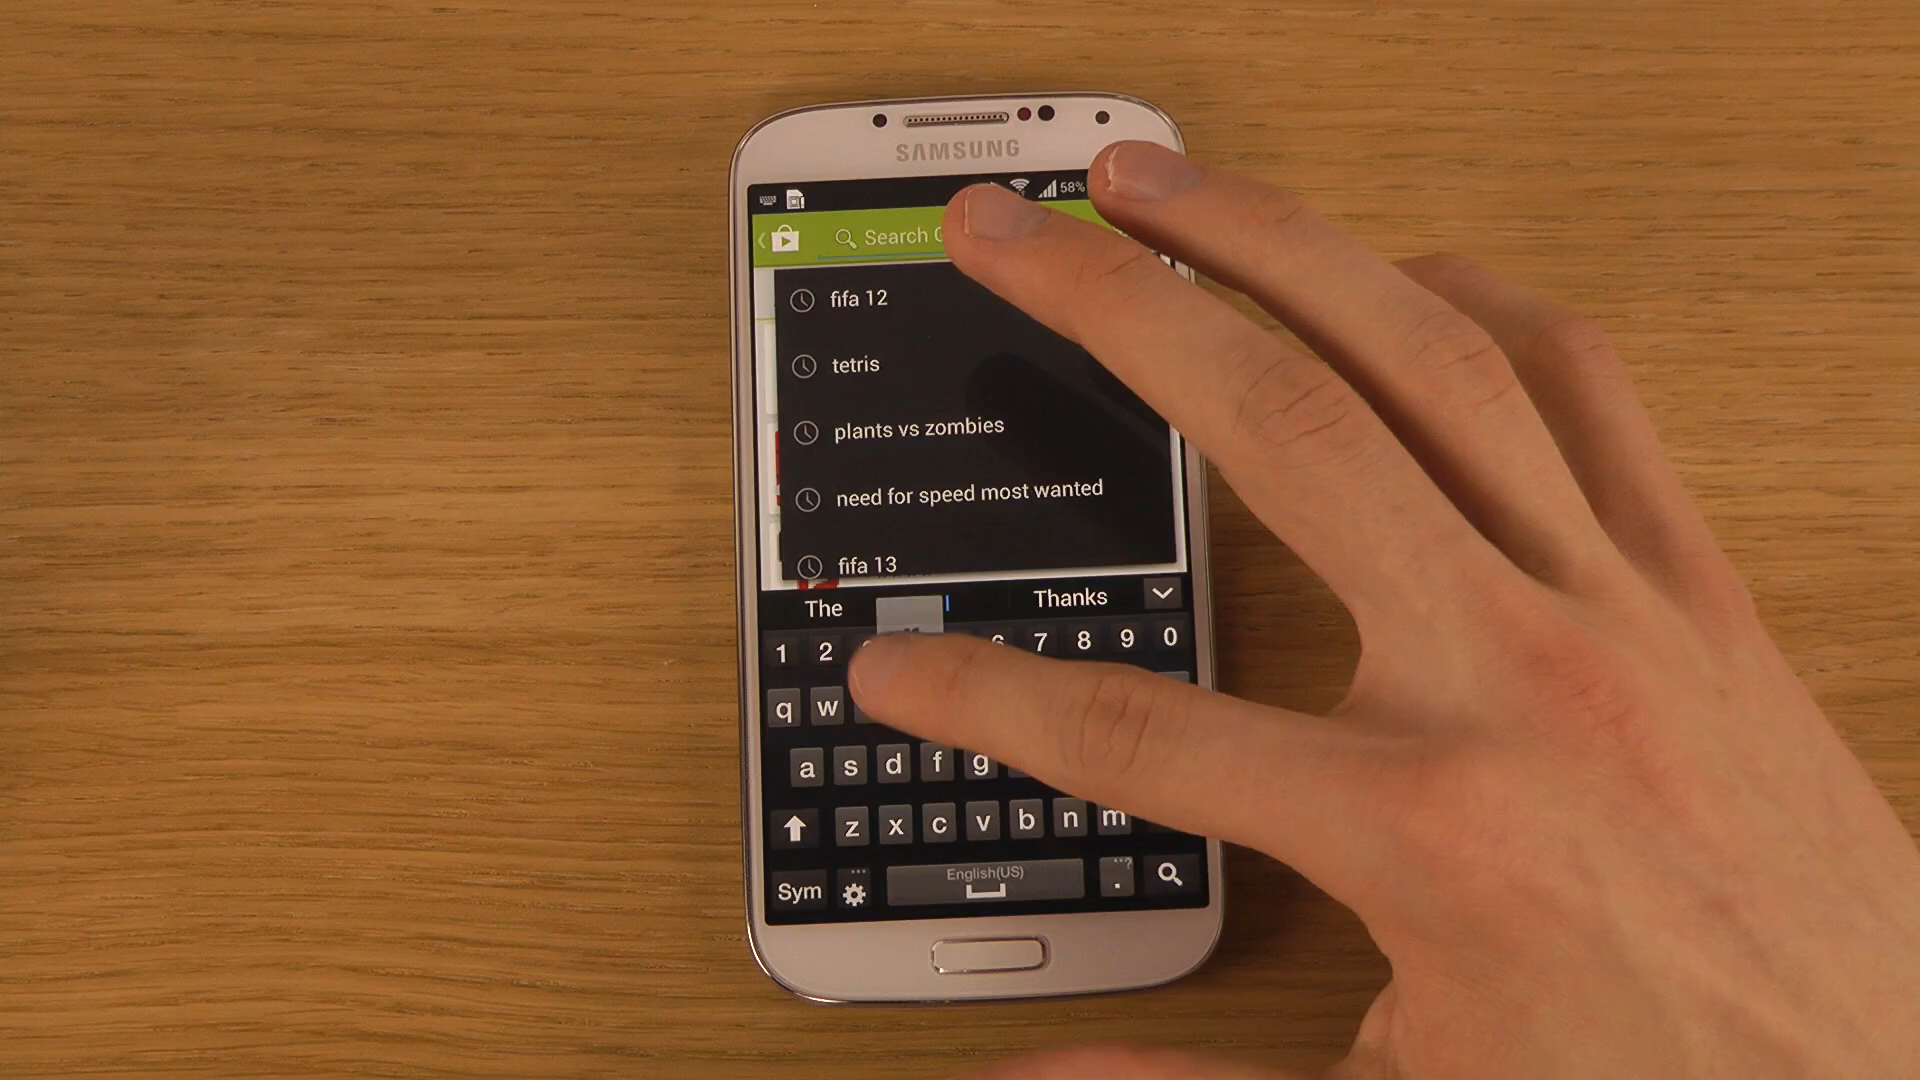 SAMSUNG
58%
Search
fifa 12
tetris
plants vs zombies
need for speed most wanted
fifa 13
The Thanks
1 2 6 7 8 9 0
q w
a s d f g
z x c v b n m
Sym English(US) .